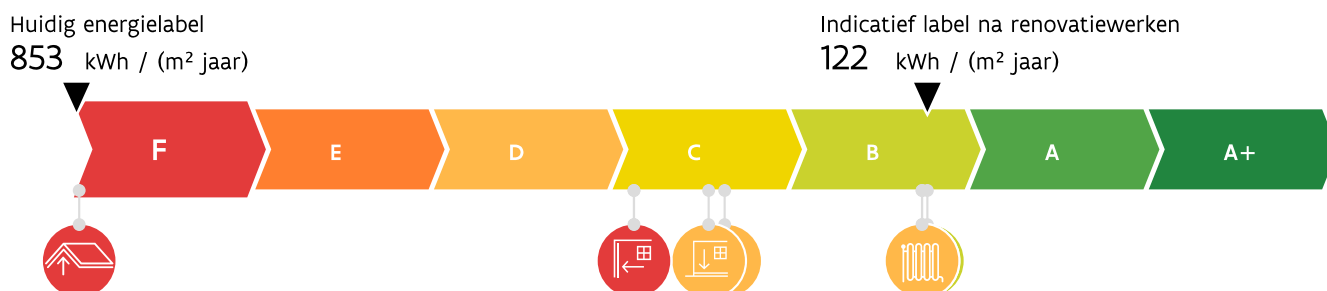 Huidig energielabel
853 kWh / (m² jaar)
Indicatief label na renovatiewerken
122 kWh / (m² jaar)
F E D C B A A+